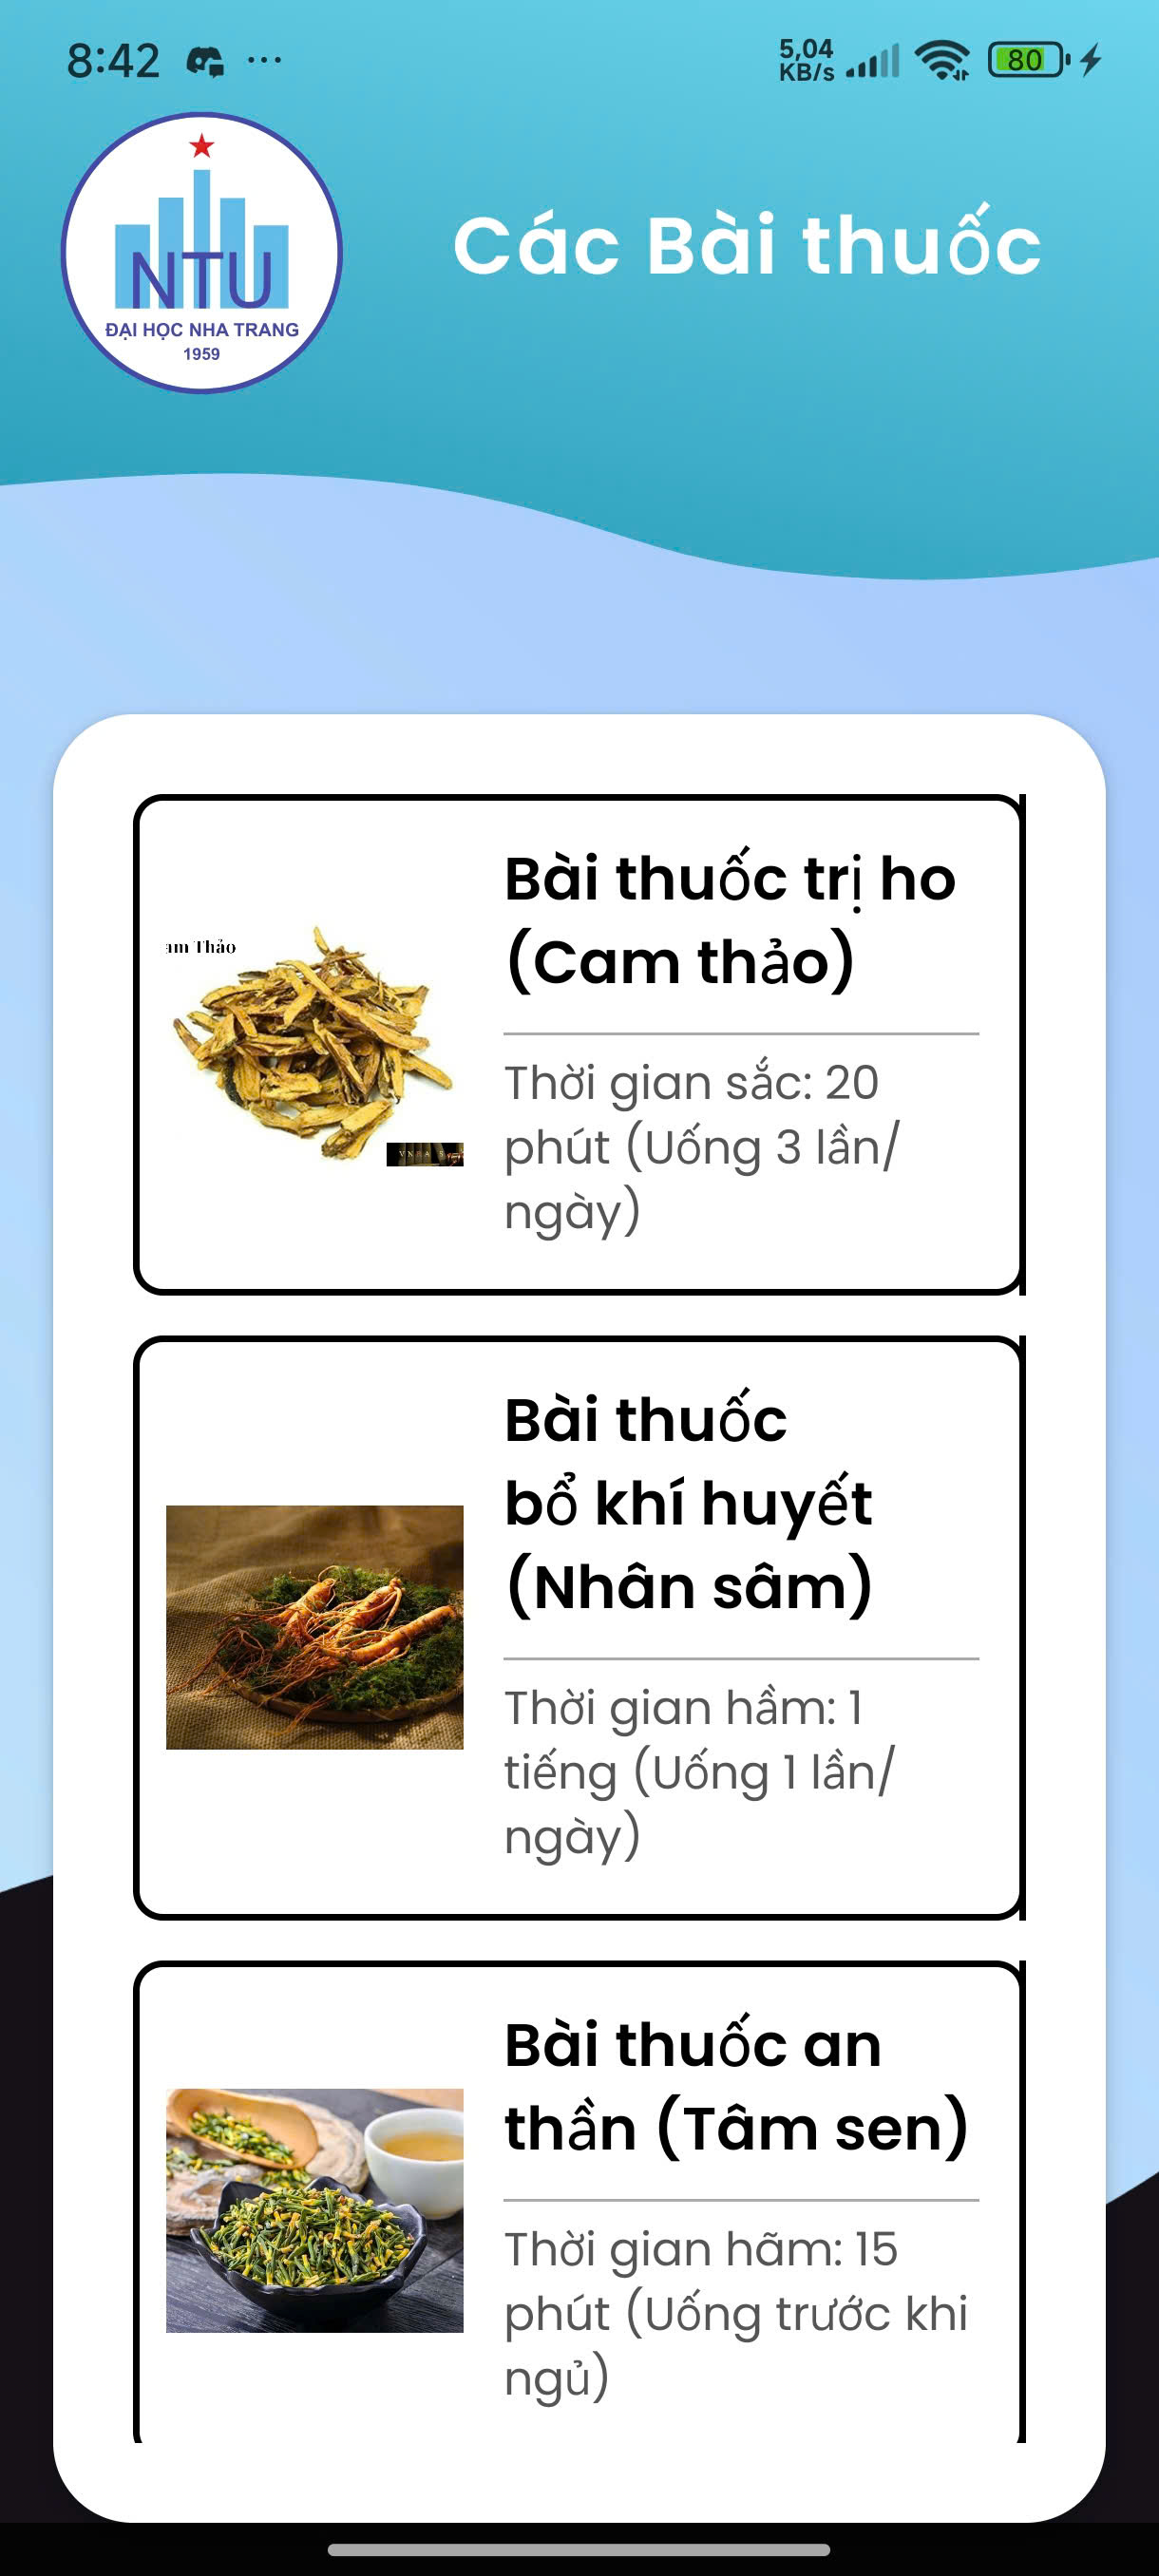 8:42
5,04
KB/s
80
NTU
ĐẠI HỌC NHA TRANG
1959
Các Bài thuốc
Bài thuốc trị ho
(Cam thảo)
am Thảo
Thời gian sắc: 20
phút (Uống 3 lần/
ngày)
Bài thuốc
bổ khí huyết
(Nhân sâm)
Thời gian hầm: 1
tiếng (Uống 1 lần/
ngày)
Bài thuốc an
thần (Tâm sen)
Thời gian hãm: 15
phút (Uống trước khi
ngủ)